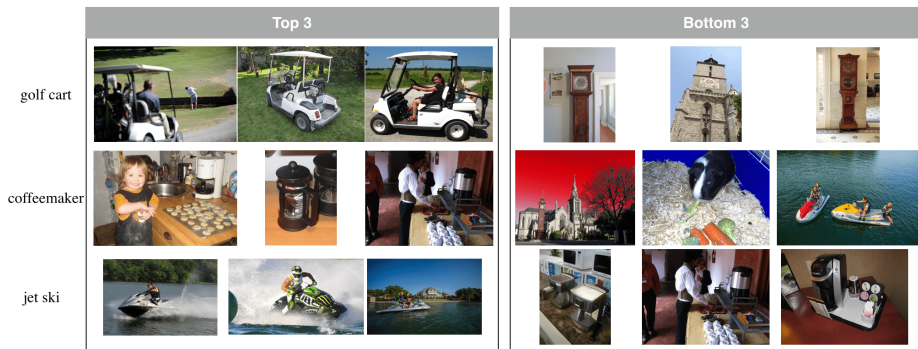 Top 3
Bottom 3
golf cart
coffeemaker
jet ski